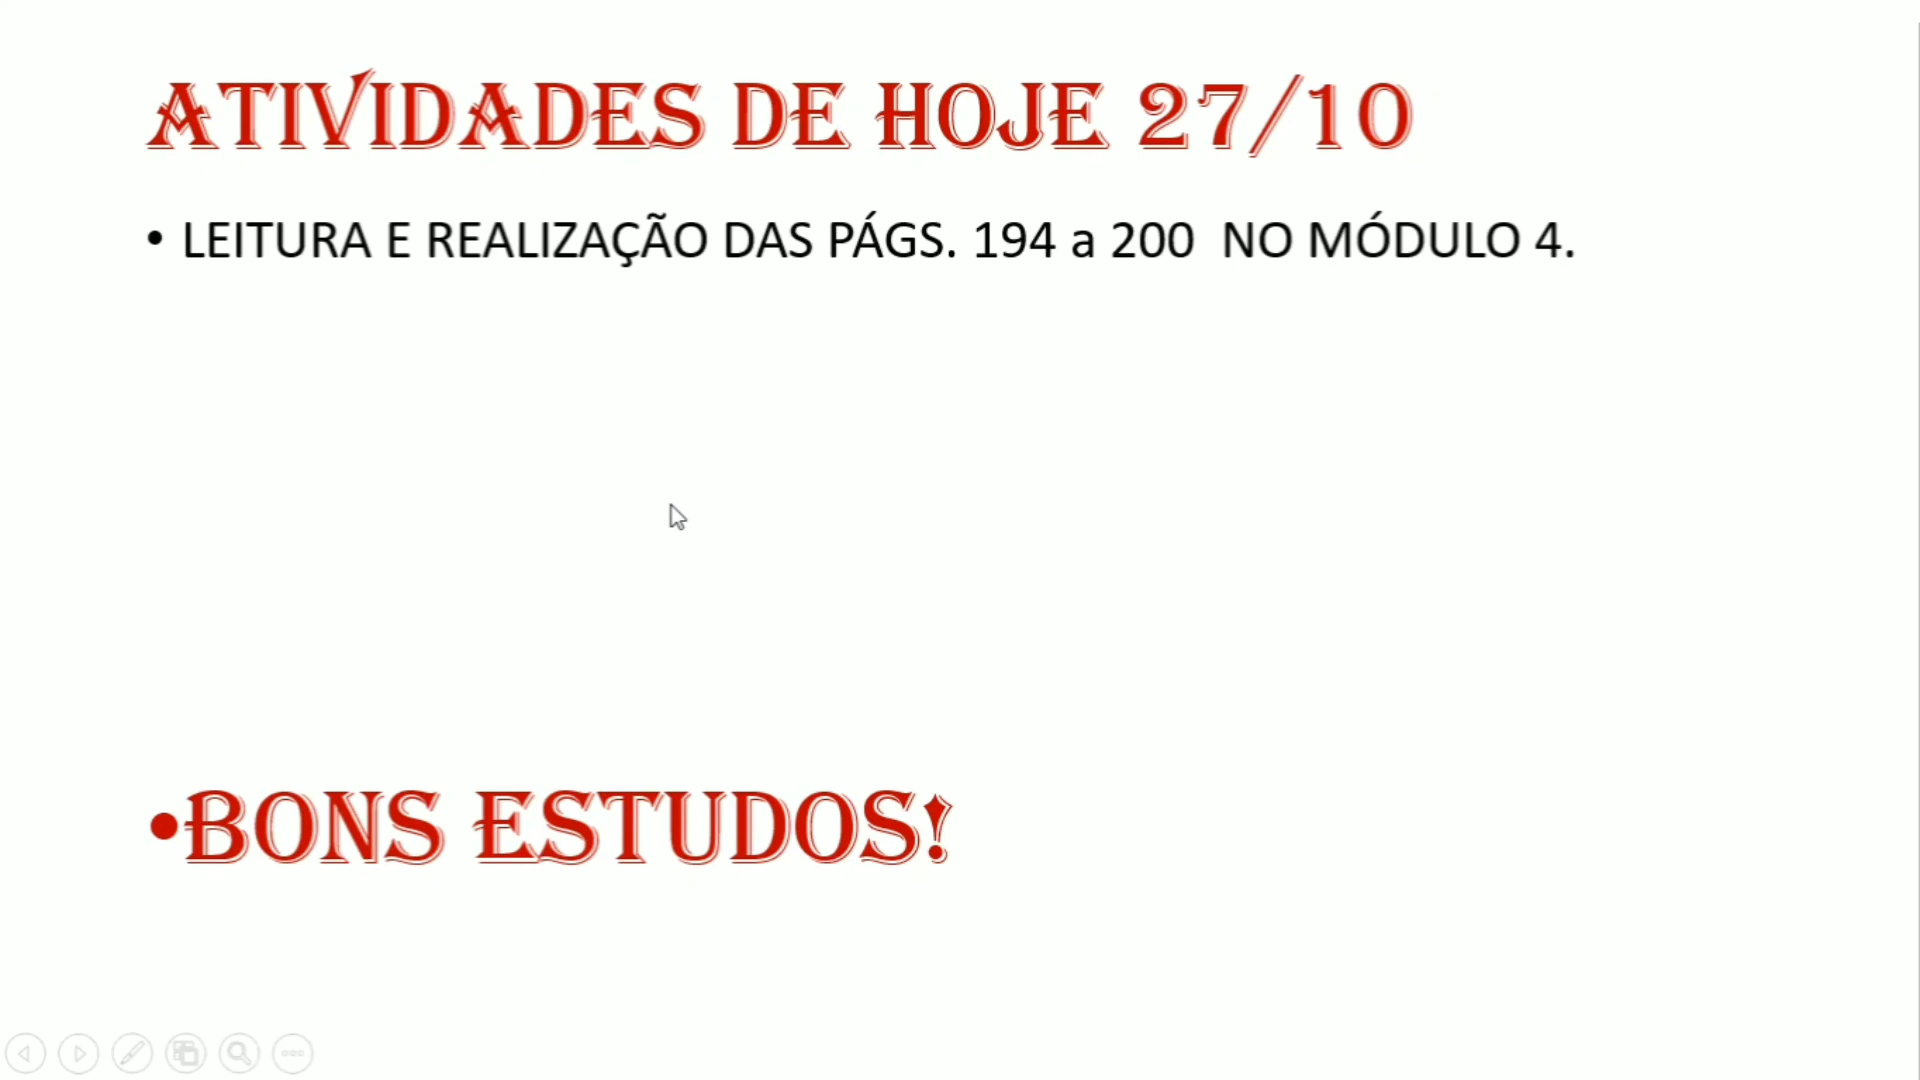 ATIVIDADES DE HOJE 27/10
• LEITURA E REALIZAÇÃO DAS PÁGS. 194 a 200  NO MÓDULO 4.
•BONS ESTUDOS!